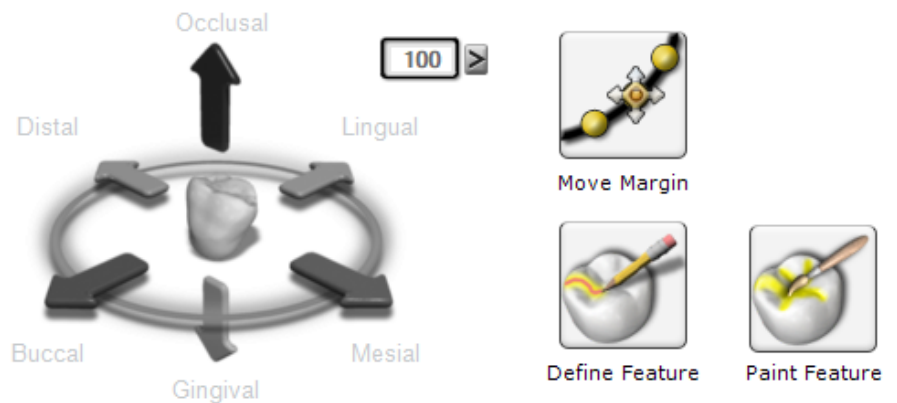 Occlusal
100 >
Distal
Lingual
Move Margin
Buccal
Mesial
Gingival
Define Feature
Paint Feature